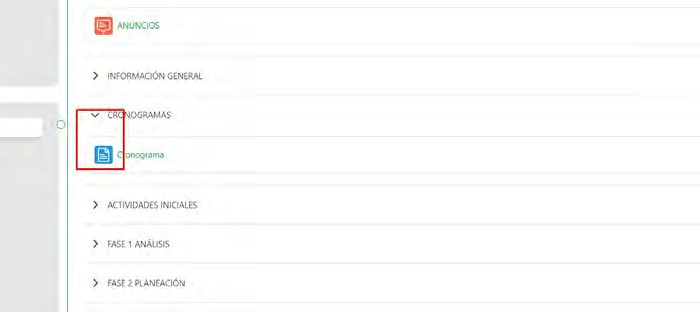 ANUNCIOS
INFORMACIÓN GENERAL
CRONOGRAMAS
Cronograma
ACTIVIDADES INICIALES
FASE 1 ANÁLISIS
FASE 2 PLANEACIÓN